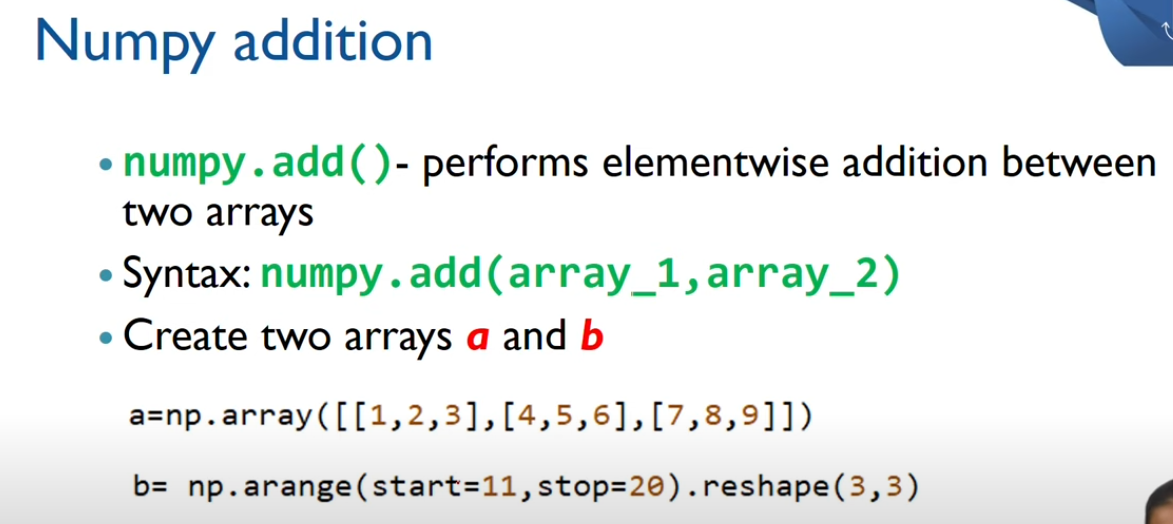 Numpy addition
• numpy.add()- performs elementwise addition between
two arrays
• Syntax: numpy.add(array_1,array_2)
• Create two arrays a and b
a=np.array([[1,2,3],[4,5,6],[7,8,9]])
b= np.arange(start=11,stop=20).reshape(3,3)